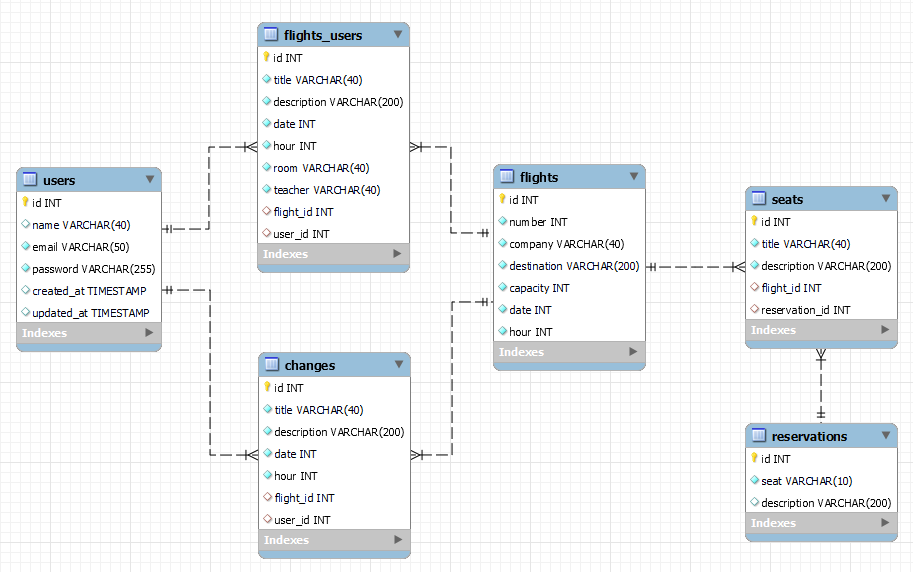 flights_users
id INT
title VARCHAR(40)
description VARCHAR(200)
date INT
hour INT
room VARCHAR(40)
teacher VARCHAR(40)
flight_id INT
user_id INT
Indexes
users
id INT
name VARCHAR(40)
email VARCHAR(50)
password VARCHAR(255)
created_at TIMESTAMP
updated_at TIMESTAMP
Indexes
flights
id INT
number INT
company VARCHAR(40)
destination VARCHAR(200)
capacity INT
date INT
hour INT
Indexes
seats
id INT
title VARCHAR(40)
description VARCHAR(200)
flight_id INT
reservation_id INT
Indexes
changes
id INT
title VARCHAR(40)
description VARCHAR(200)
date INT
hour INT
flight_id INT
user_id INT
Indexes
reservations
id INT
seat VARCHAR(10)
description VARCHAR(200)
Indexes